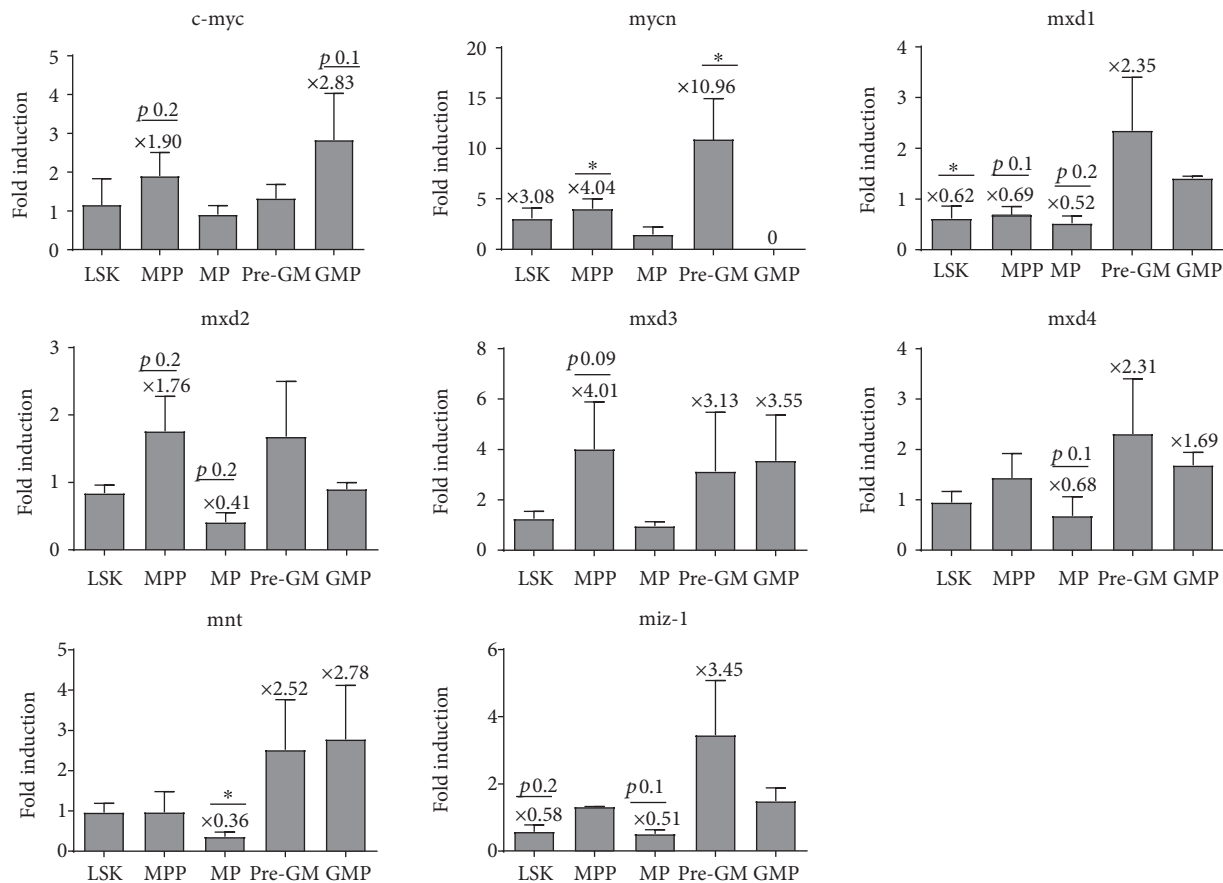 c-myc
5
4
3
2
1
0
Fold induction
p 0.2
×1.90
p 0.1
×2.83
LSK MPP MP Pre-GM GMP
mycn
20
15
10
5
0
Fold induction
×3.08
*
×4.04
*
×10.96
0
LSK MPP MP Pre-GM GMP
mxd1
4
3
2
1
0
Fold induction
*
×0.62
p 0.1
×0.69
p 0.2
×0.52
×2.35
LSK MPP MP Pre-GM GMP
mxd2
3
2
1
0
Fold induction
p 0.2
×1.76
p 0.2
×0.41
LSK MPP MP Pre-GM GMP
mxd3
8
6
4
2
0
Fold induction
p 0.09
×4.01
×3.13
×3.55
LSK MPP MP Pre-GM GMP
mxd4
4
3
2
1
0
Fold induction
p 0.1
×0.68
×2.31
×1.69
LSK MPP MP Pre-GM GMP
mnt
5
4
3
2
1
0
Fold induction
*
×0.36
×2.52
×2.78
LSK MPP MP Pre-GM GMP
miz-1
6
4
2
0
Fold induction
p 0.2
×0.58
p 0.1
×0.51
×3.45
LSK MPP MP Pre-GM GMP